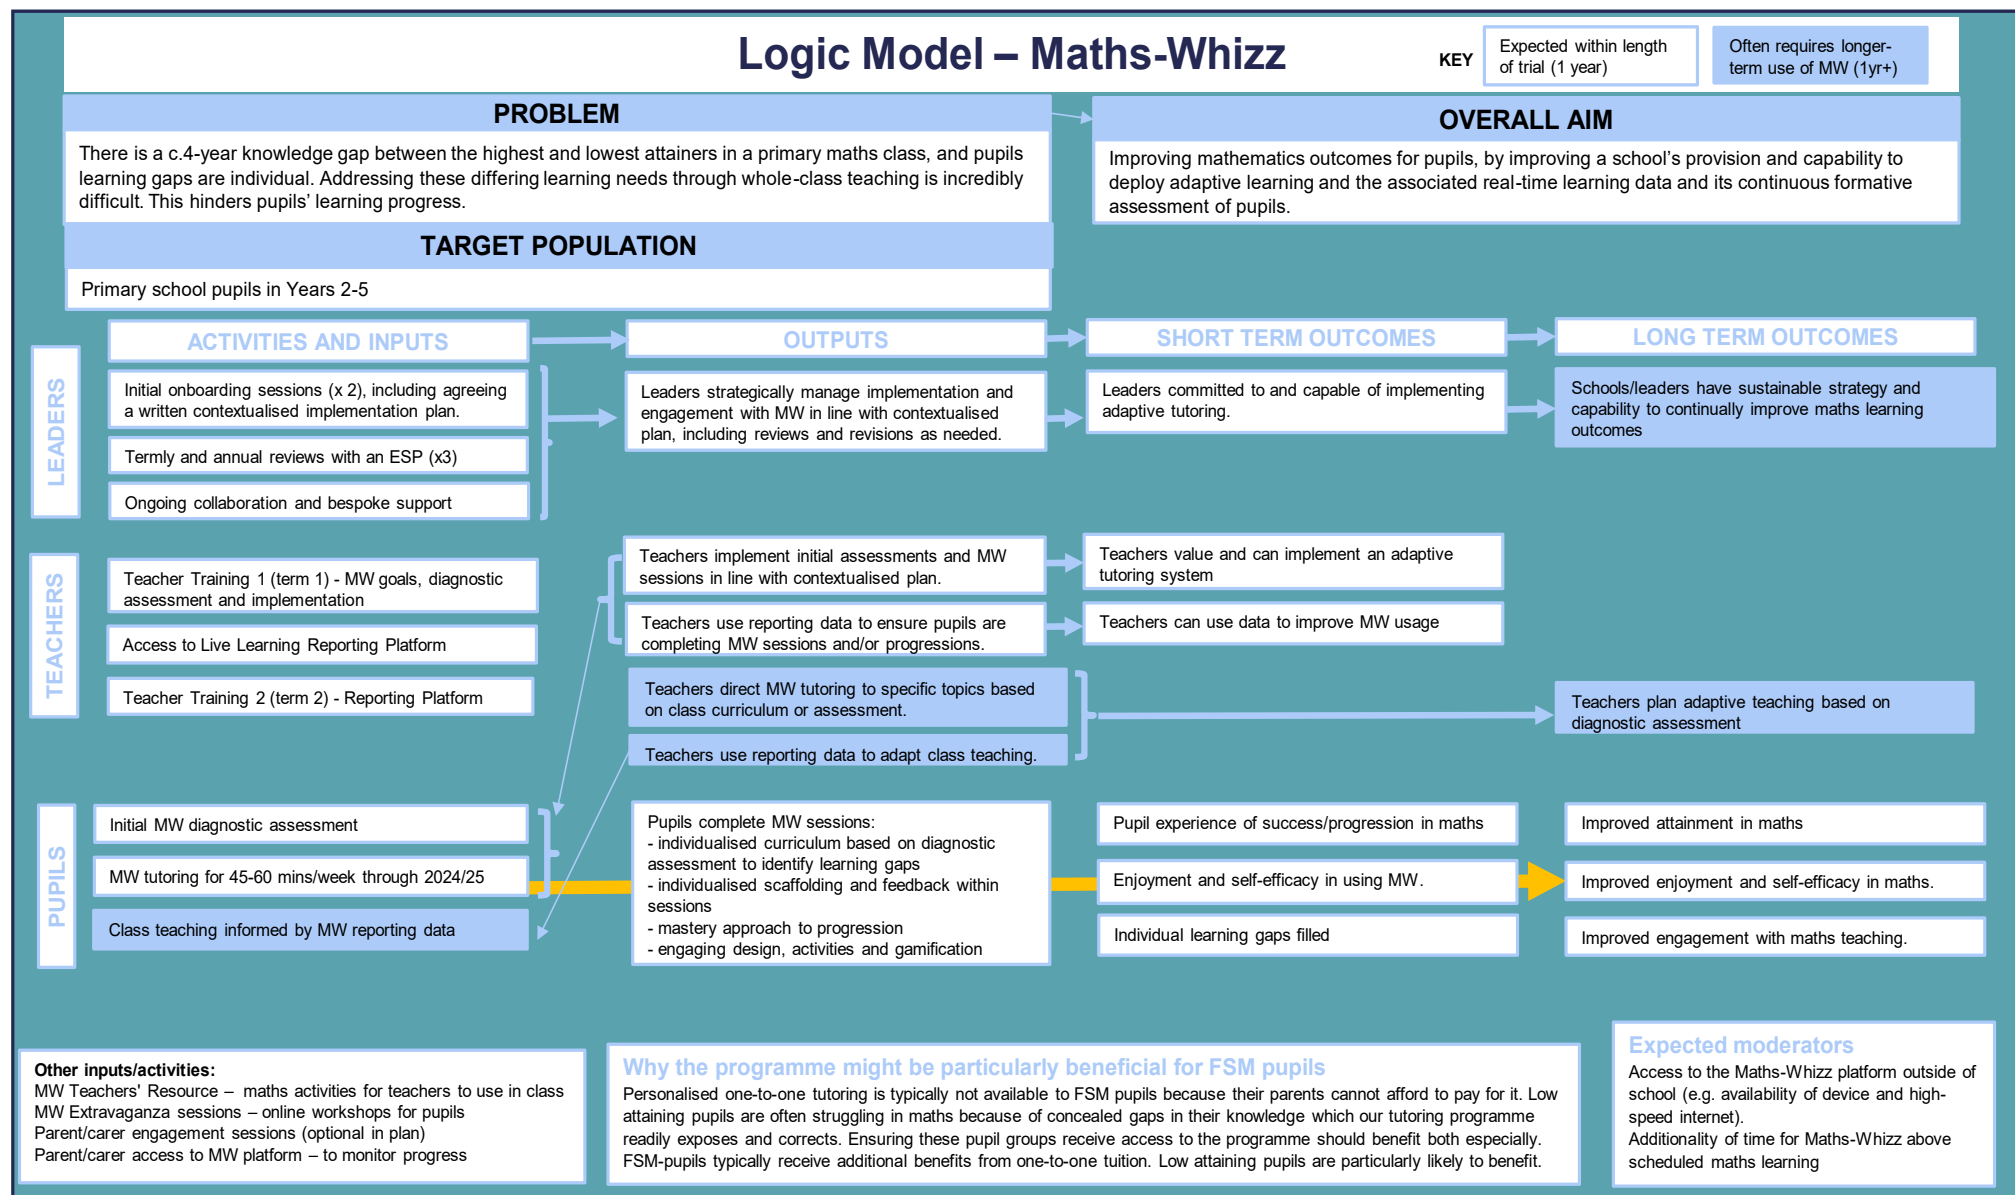 Logic Model – Maths-Whizz
KEY
Expected within length
of trial (1 year)
Often requires longer-
term use of MW (1yr+)
PROBLEM
There is a c.4-year knowledge gap between the highest and lowest attainers in a primary maths class, and pupils
learning gaps are individual. Addressing these differing learning needs through whole-class teaching is incredibly
difficult. This hinders pupils' learning progress.
OVERALL AIM
Improving mathematics outcomes for pupils, by improving a school's provision and capability to
deploy adaptive learning and the associated real-time learning data and its continuous formative
assessment of pupils.
TARGET POPULATION
Primary school pupils in Years 2-5
ACTIVITIES AND INPUTS
OUTPUTS
SHORT TERM OUTCOMES
LONG TERM OUTCOMES
LEADERS
Initial onboarding sessions (x 2), including agreeing
a written contextualised implementation plan.
Termly and annual reviews with an ESP (x3)
Ongoing collaboration and bespoke support
Leaders strategically manage implementation and
engagement with MW in line with contextualised
plan, including reviews and revisions as needed.
Leaders committed to and capable of implementing
adaptive tutoring.
Schools/leaders have sustainable strategy and
capability to continually improve maths learning
outcomes
TEACHERS
Teacher Training 1 (term 1) - MW goals, diagnostic
assessment and implementation
Access to Live Learning Reporting Platform
Teacher Training 2 (term 2) - Reporting Platform
Teachers implement initial assessments and MW
sessions in line with contextualised plan.
Teachers use reporting data to ensure pupils are
completing MW sessions and/or progressions.
Teachers direct MW tutoring to specific topics based
on class curriculum or assessment.
Teachers use reporting data to adapt class teaching.
Teachers value and can implement an adaptive
tutoring system
Teachers can use data to improve MW usage
Teachers plan adaptive teaching based on
diagnostic assessment
PUPILS
Initial MW diagnostic assessment
MW tutoring for 45-60 mins/week through 2024/25
Class teaching informed by MW reporting data
Pupils complete MW sessions:
- individualised curriculum based on diagnostic
assessment to identify learning gaps
- individualised scaffolding and feedback within
sessions
- mastery approach to progression
- engaging design, activities and gamification
Pupil experience of success/progression in maths
Enjoyment and self-efficacy in using MW.
Individual learning gaps filled
Improved attainment in maths
Improved enjoyment and self-efficacy in maths.
Improved engagement with maths teaching.
Other inputs/activities:
MW Teachers' Resource – maths activities for teachers to use in class
MW Extravaganza sessions – online workshops for pupils
Parent/carer engagement sessions (optional in plan)
Parent/carer access to MW platform – to monitor progress
Why the programme might be particularly beneficial for FSM pupils
Personalised one-to-one tutoring is typically not available to FSM pupils because their parents cannot afford to pay for it. Low
attaining pupils are often struggling in maths because of concealed gaps in their knowledge which our tutoring programme
readily exposes and corrects. Ensuring these pupil groups receive access to the programme should benefit both especially.
FSM-pupils typically receive additional benefits from one-to-one tuition. Low attaining pupils are particularly likely to benefit.
Expected moderators
Access to the Maths-Whizz platform outside of
school (e.g. availability of device and high-
speed internet).
Additionality of time for Maths-Whizz above
scheduled maths learning